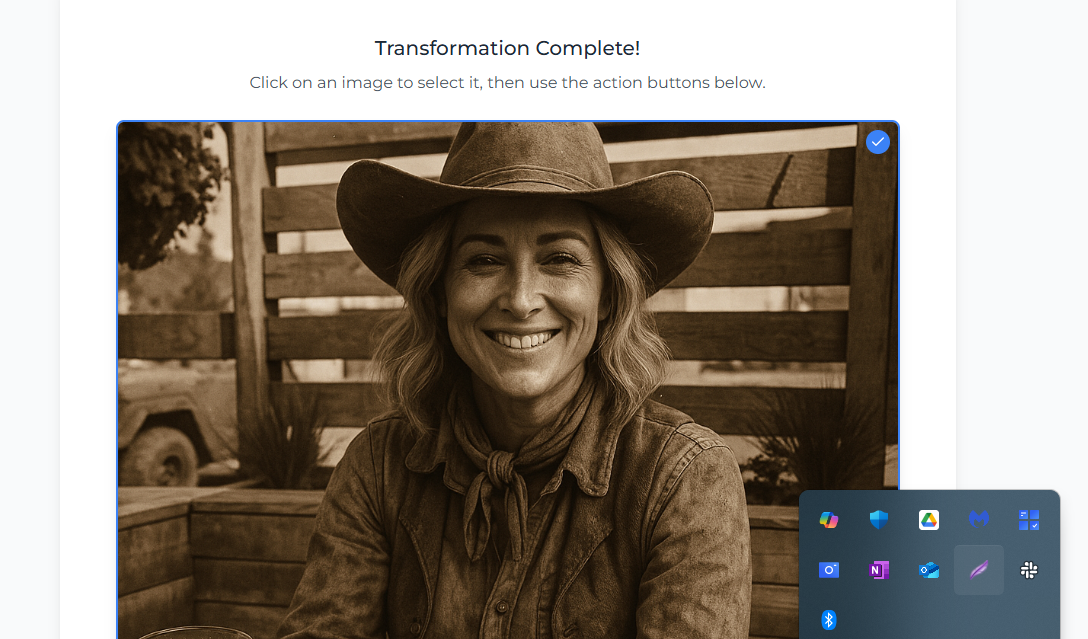 Transformation Complete!
Click on an image to select it, then use the action buttons below.